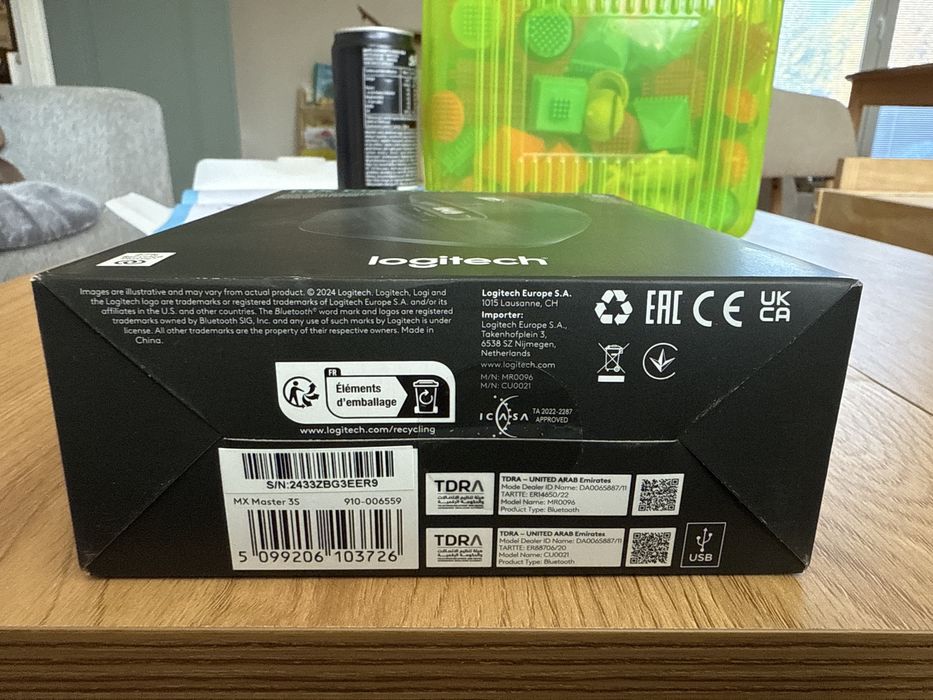 logitech
Images are illustrative and may vary from actual product. © 2024 Logitech. Logitech, Logi and
the Logitech logo are trademarks or registered trademarks of Logitech Europe S.A. and/or its
affiliates in the U.S. and other countries. The Bluetooth® word mark and logos are registered
trademarks owned by Bluetooth SIG, Inc. and any use of such marks by Logitech is under
license. All other trademarks are the property of their respective owners. Made in
China.
Logitech Europe S.A.
1015 Lausanne, CH
Importer:
Logitech Europe S.A.,
Takenhofplein 3,
6538 SZ Nijmegen,
Netherlands
www.logitech.com
M/N: MR0096
M/N: CU0021
EAC CE UK
CA
FR
Éléments
d'emballage
www.logitech.com/recycling
ICASA
TA 2022-2287
APPROVED
S/N:2433ZBG3EER9
MX Master 3S 910-006559
5 099206 103726
TDRA
TDRA – UNITED ARAB Emirates
Mode Dealer ID Name: DA0065887/11
TARTTE: ER14650/22
Model Name: MR0096
Product Type: Bluetooth
TDRA
TDRA – UNITED ARAB Emirates
Model Dealer ID Name: DA0065887/11
TARTTE: ER88706/20
Model Name: CU0021
Product Type: Bluetooth
USB